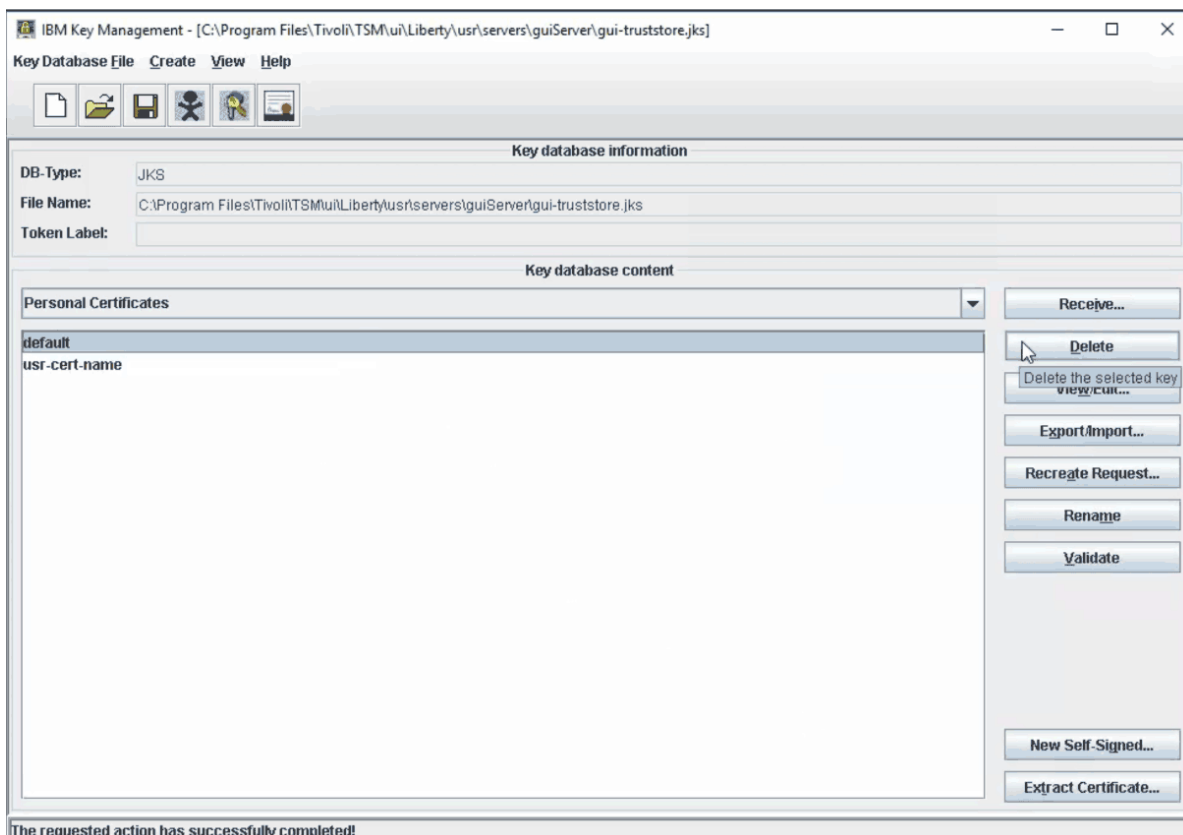 IBM Key Management - [C:\Program Files\Tivoli\TSM\ui\Liberty\usr\servers\guiServer\gui-truststore.jks]
Key Database File Create View Help
Key database information
DB-Type: JKS
File Name: C:\Program Files\Tivoli\TSM\ui\Liberty\usr\servers\guiServer\gui-truststore.jks
Token Label:
Key database content
Personal Certificates
Receive...
default
Delete
usr-cert-name
Delete the selected key
View/Edit...
Export/Import...
Recreate Request...
Rename
Validate
New Self-Signed...
Extract Certificate...
The requested action has successfully completed!